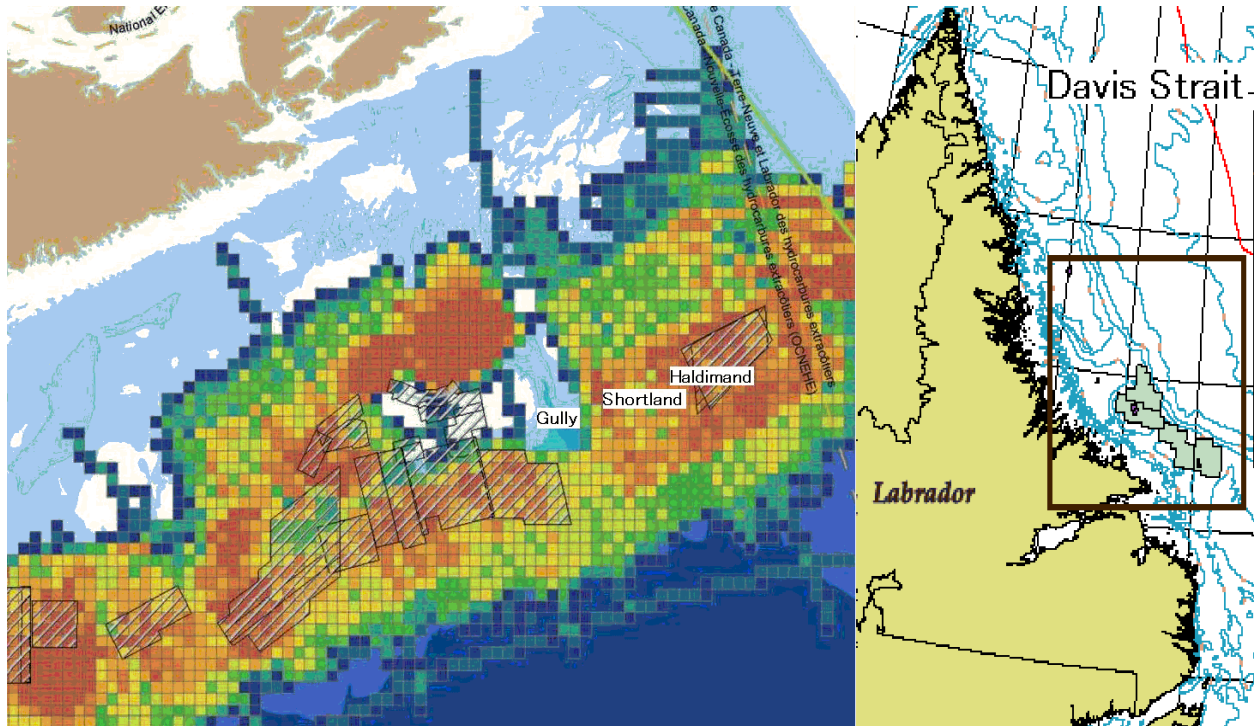 National E
e Canada - Terre-Neuve et Labrador des hydrocarbures extracôtiers
Canada - Nouvelle-Écosse des hydrocarbures extracôtiers (OCNEHE)
Haldimand
Shortland
Gully
Davis Strait
Labrador